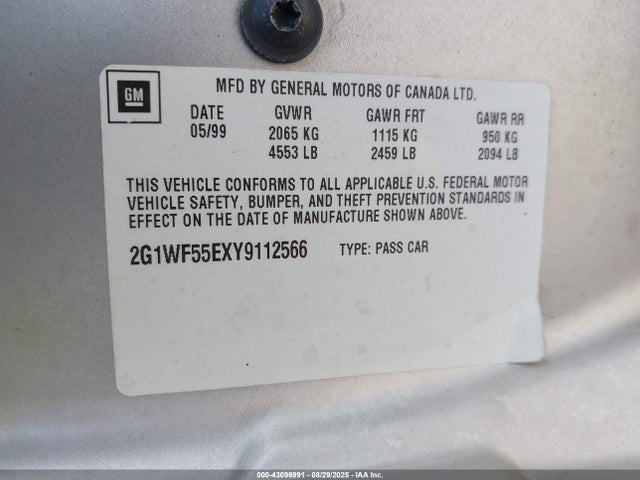 GM
MFD BY GENERAL MOTORS OF CANADA LTD.
DATE GVWR GAWR FRT GAWR RR
05/99 2065 KG 1115 KG 950 KG
4553 LB 2459 LB 2094 LB
THIS VEHICLE CONFORMS TO ALL APPLICABLE U.S. FEDERAL MOTOR
VEHICLE SAFETY, BUMPER, AND THEFT PREVENTION STANDARDS IN
EFFECT ON THE DATE OF MANUFACTURE SHOWN ABOVE.
2G1WF55EXY9112566 TYPE: PASS CAR
000-43096991 - 08/29/2025 - IAAI, Inc.